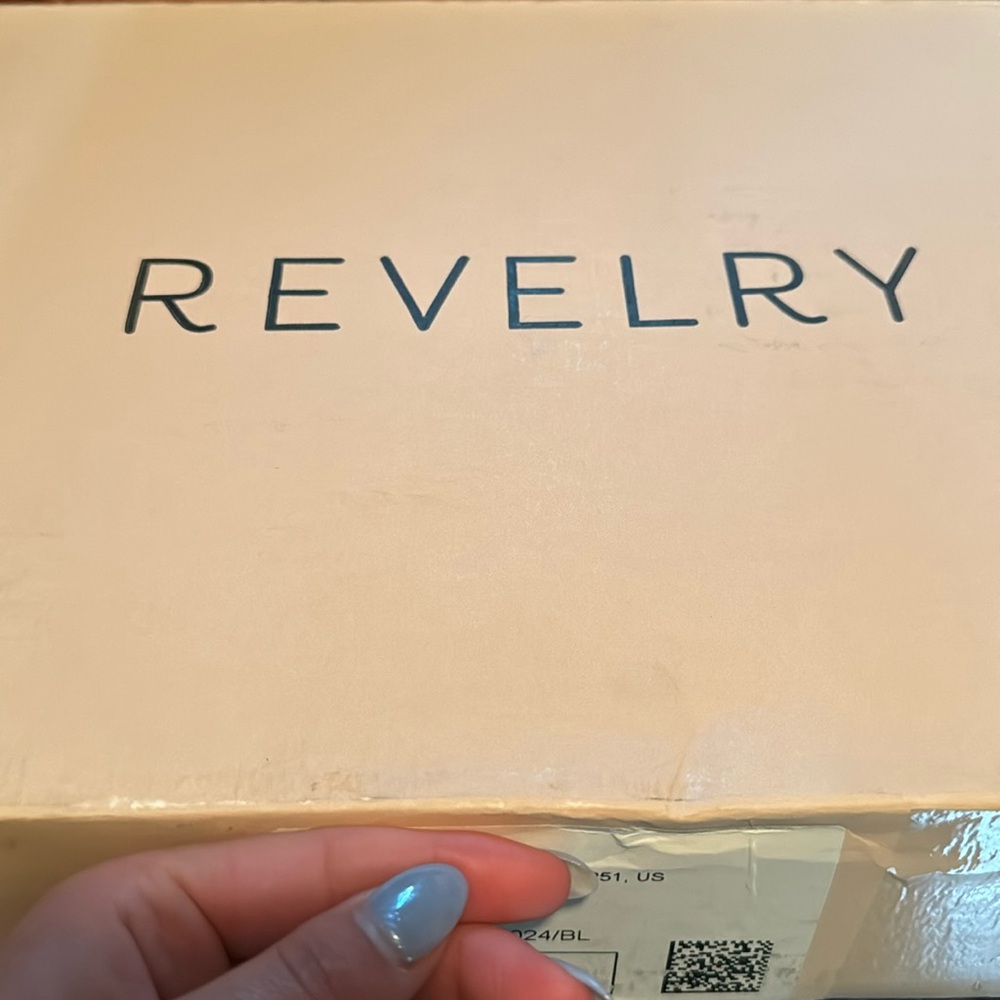 REVELRY
51, US
024/BL